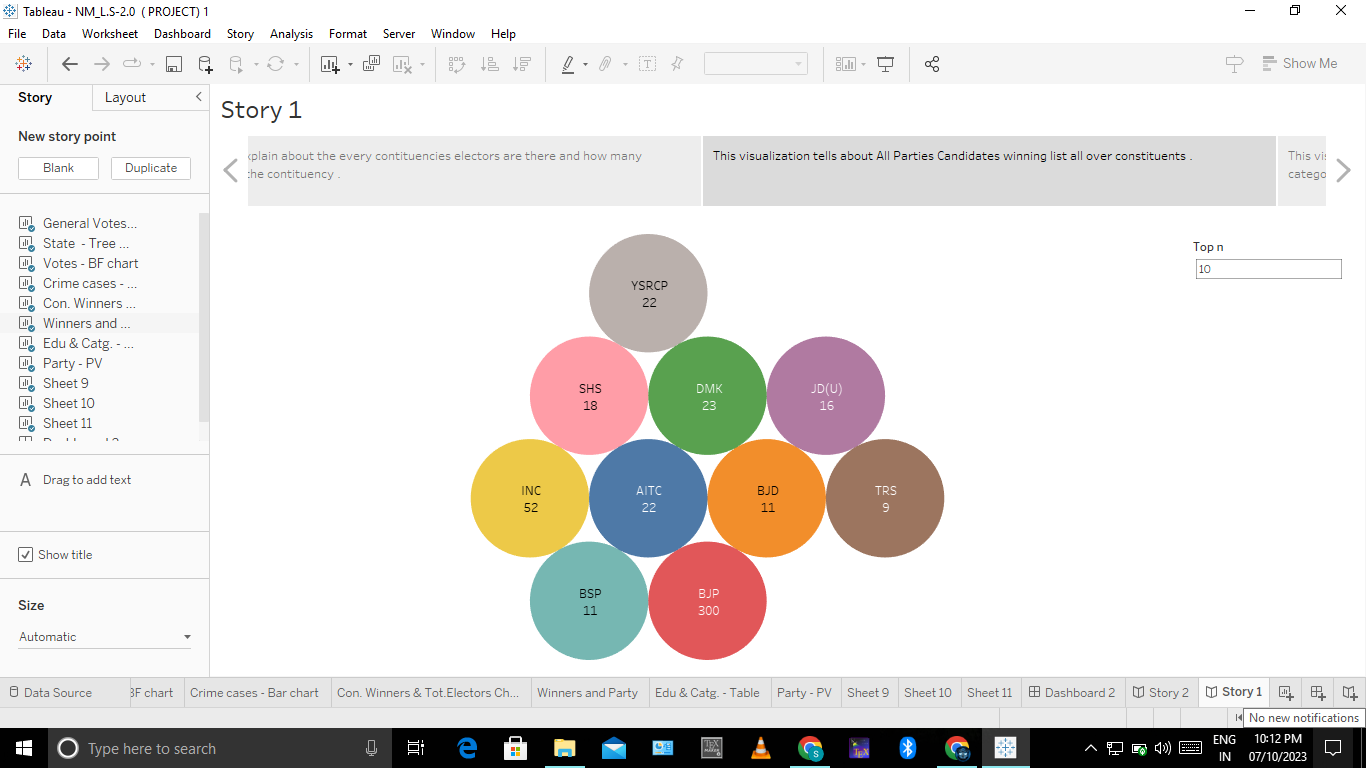 Tableau - NM_L.S-2.0 ( PROJECT) 1
File Data Worksheet Dashboard Story Analysis Format Server Window Help
Show Me
Story Layout
New story point
Blank Duplicate
General Votes...
State - Tree ...
Votes - BF chart
Crime cases - ...
Con. Winners ...
Winners and ...
Edu & Catg. - ...
Party - PV
Sheet 9
Sheet 10
Sheet 11
A Drag to add text
Show title
Size
Automatic
Story 1
xplain about the every contituencies electors are there and how many
the contituency .
This visualization tells about All Parties Candidates winning list all over constituents .
This vis
catego
Top n
10
YSRCP
22
SHS
18
DMK
23
JD(U)
16
INC
52
AITC
22
BJD
11
TRS
9
BSP
11
BJP
300
Data Source BF chart Crime cases - Bar chart Con. Winners & Tot.Electors Ch... Winners and Party Edu & Catg. - Table Party - PV Sheet 9 Sheet 10 Sheet 11 Dashboard 2 Story 2 Story 1
No new notifications
Type here to search
ENG
IN
10:12 PM
07/10/2023